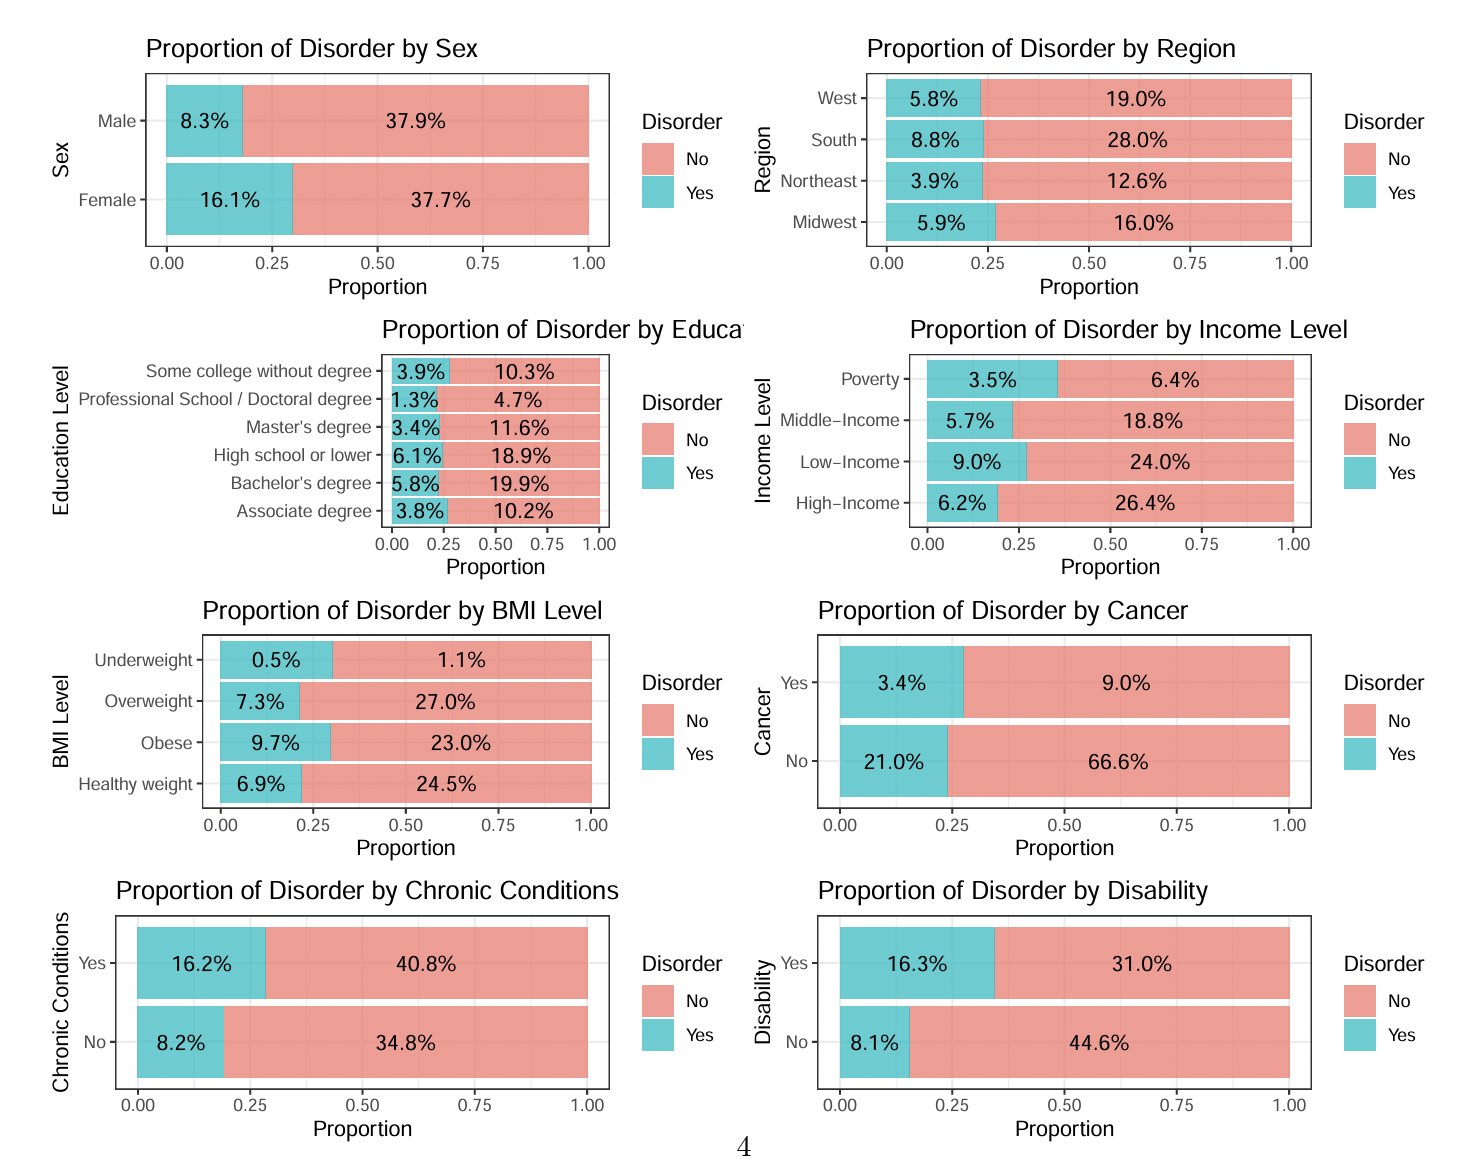 Proportion of Disorder by Sex
Sex
Male
Female
8.3%
37.9%
16.1%
37.7%
0.00
0.25
0.50
0.75
1.00
Proportion
Disorder
No
Yes
Proportion of Disorder by Region
Region
West
South
Northeast
Midwest
5.8%
19.0%
8.8%
28.0%
3.9%
12.6%
5.9%
16.0%
0.00
0.25
0.50
0.75
1.00
Proportion
Disorder
No
Yes
Proportion of Disorder by Educa
Education Level
Some college without degree
Professional School / Doctoral degree
Master's degree
High school or lower
Bachelor's degree
Associate degree
3.9%
10.3%
1.3%
4.7%
3.4%
11.6%
6.1%
18.9%
5.8%
19.9%
3.8%
10.2%
0.00
0.25
0.50
0.75
1.00
Proportion
Disorder
No
Yes
Proportion of Disorder by Income Level
Income Level
Poverty
Middle−Income
Low−Income
High−Income
3.5%
6.4%
5.7%
18.8%
9.0%
24.0%
6.2%
26.4%
0.00
0.25
0.50
0.75
1.00
Proportion
Disorder
No
Yes
Proportion of Disorder by BMI Level
BMI Level
Underweight
Overweight
Obese
Healthy weight
0.5%
1.1%
7.3%
27.0%
9.7%
23.0%
6.9%
24.5%
0.00
0.25
0.50
0.75
1.00
Proportion
Disorder
No
Yes
Proportion of Disorder by Cancer
Cancer
Yes
No
3.4%
9.0%
21.0%
66.6%
0.00
0.25
0.50
0.75
1.00
Proportion
Disorder
No
Yes
Proportion of Disorder by Chronic Conditions
Chronic Conditions
Yes
No
16.2%
40.8%
8.2%
34.8%
0.00
0.25
0.50
0.75
1.00
Proportion
Disorder
No
Yes
Proportion of Disorder by Disability
Disability
Yes
No
16.3%
31.0%
8.1%
44.6%
0.00
0.25
0.50
0.75
1.00
Proportion
Disorder
No
Yes
4